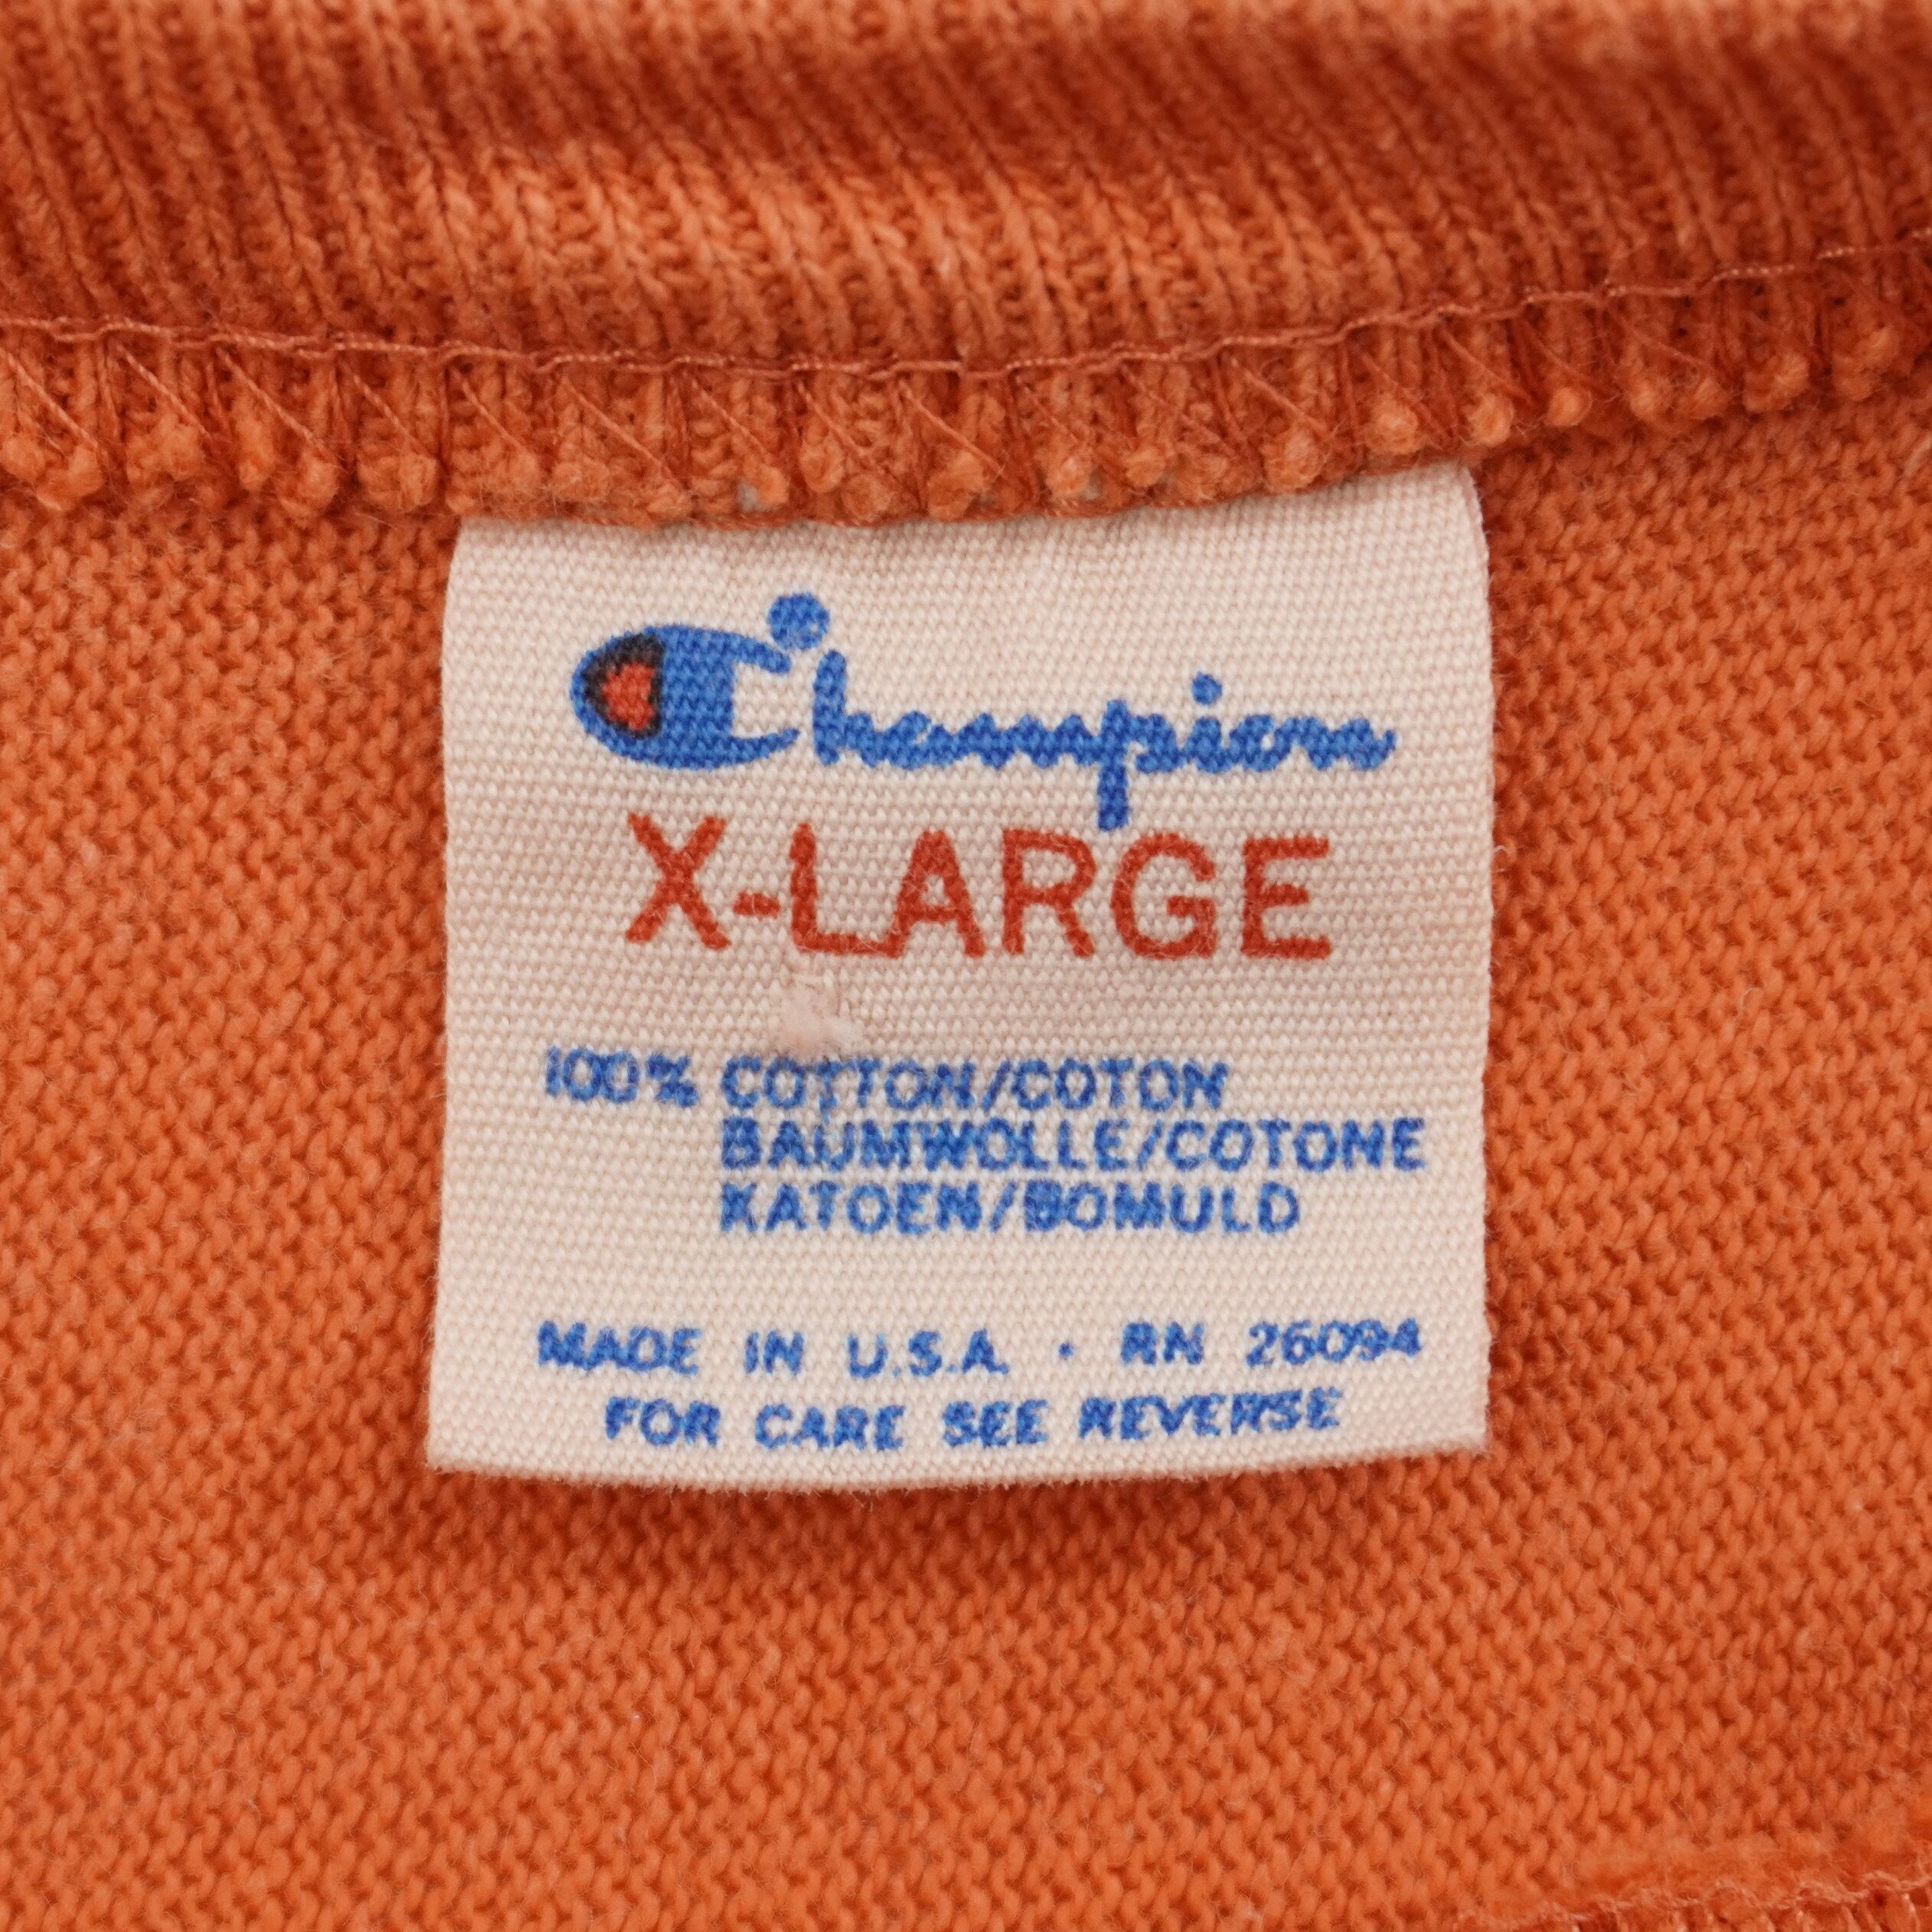 Champion
X-LARGE
100% COTTON/COTON
BAUMWOLLE/COTONE
KATOEN/BOMULD
MADE IN U.S.A. · RN 26094
FOR CARE SEE REVERSE